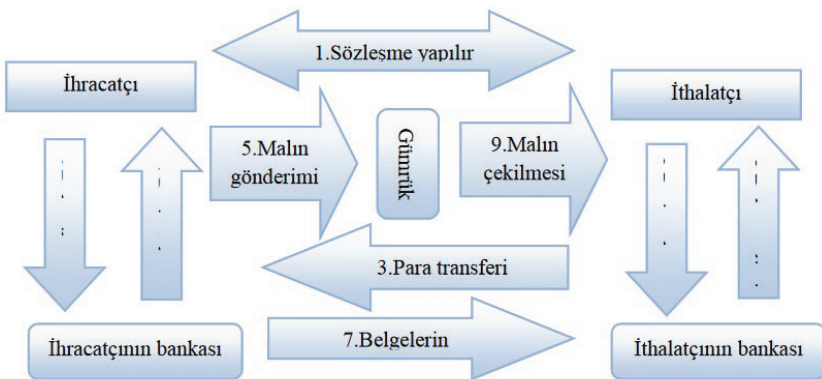 1.Sözleşme yapılır
İhracatçı
İthalatçı
5.Malın
gönderimi
Gümrük
9.Malın
çekilmesi
3.Para transferi
7.Belgelerin
İhracatçının bankası
İthalatçının bankası